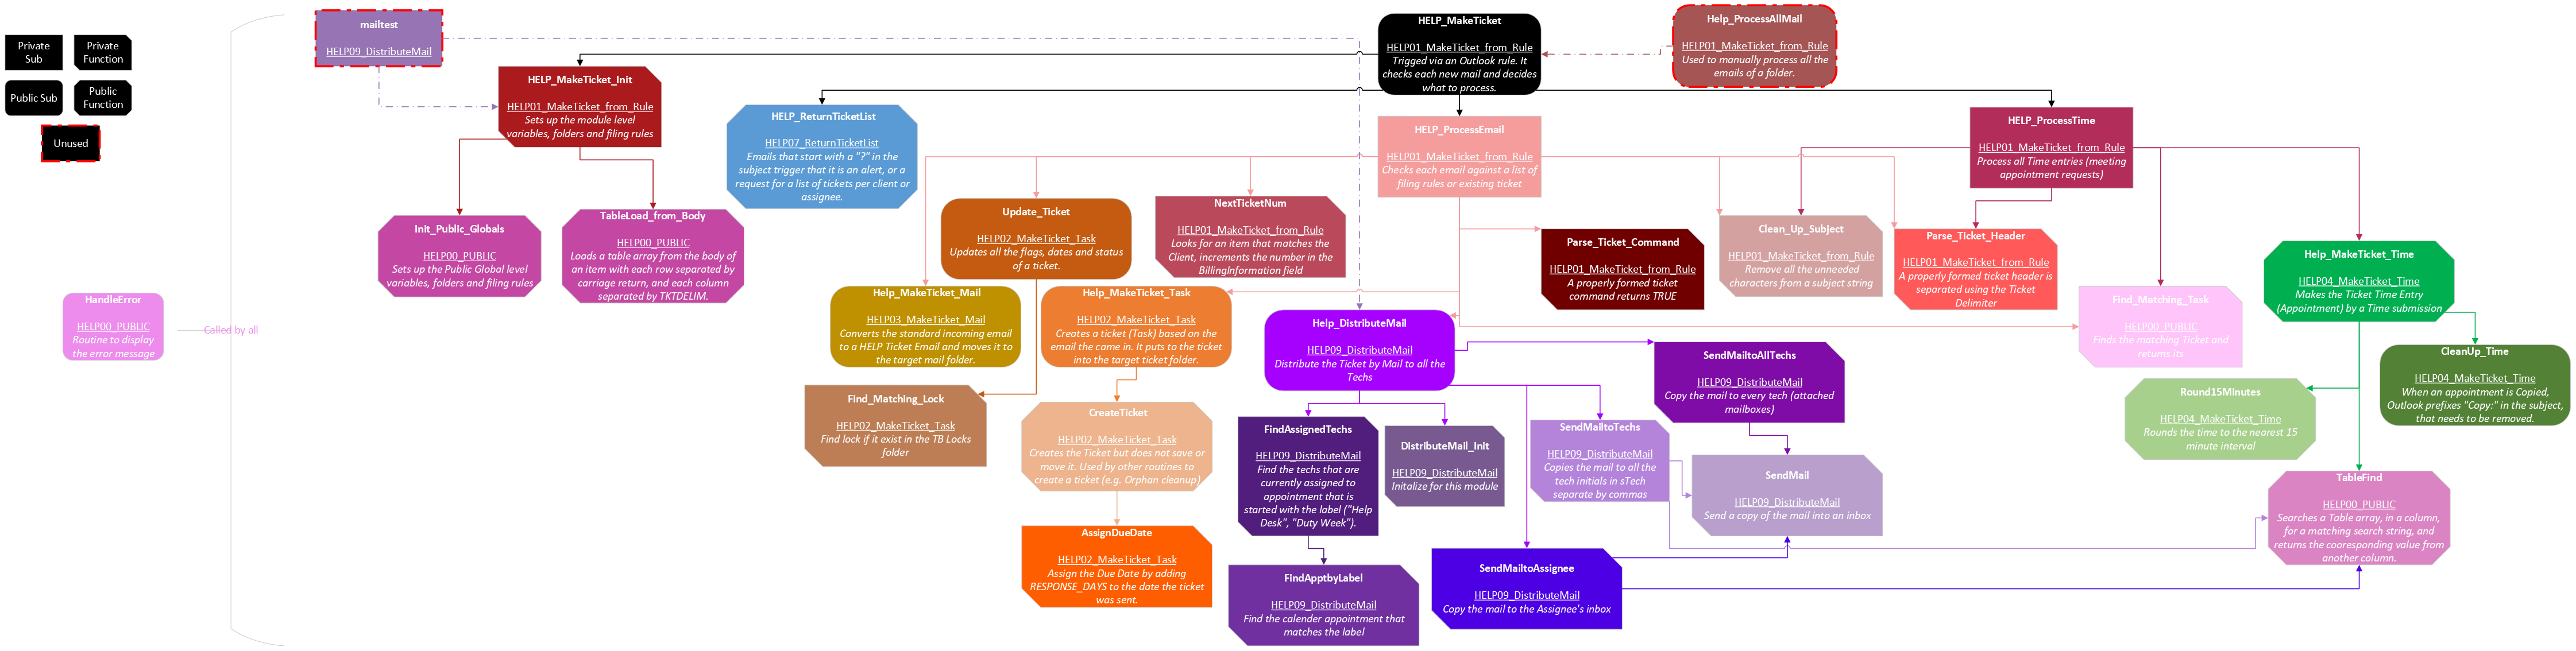 Private
Sub
Private
Function
Public Sub
Public
Function
Unused
HandleError
HELP00_PUBLIC
Routine to display
the error message
Called by all
mailtest
HELP09_DistributeMail
HELP_MakeTicket
HELP01_MakeTicket_from_Rule
Trigged via an Outlook rule. It
checks each new mail and decides
what to process.
Help_ProcessAllMail
HELP01_MakeTicket_from_Rule
Used to manually process all the
emails of a folder.
HELP_MakeTicket_Init
HELP01_MakeTicket_from_Rule
Sets up the module level
variables, folders and filing rules
HELP_ReturnTicketList
HELP07_ReturnTicketList
Emails that start with a "?" in the
subject trigger that it is an alert, or a
request for a list of tickets per client or
assignee.
HELP_ProcessEmail
HELP01_MakeTicket_from_Rule
Checks each email against a list of
filing rules or existing ticket
HELP_ProcessTime
HELP01_MakeTicket_from_Rule
Process all Time entries (meeting
appointment requests)
Init_Public_Globals
HELP00_PUBLIC
Sets up the Public Global level
variables, folders and filing rules
TableLoad_from_Body
HELP00_PUBLIC
Loads a table array from the body of
an item with each row separated by
carriage return, and each column
separated by TKTDELIM.
Update_Ticket
HELP02_MakeTicket_Task
Updates all the flags, dates and status
of a ticket.
NextTicketNum
HELP01_MakeTicket_from_Rule
Looks for an item that matches the
Client, increments the number in the
BillingInformation field
Parse_Ticket_Command
HELP01_MakeTicket_from_Rule
A properly formed ticket
command returns TRUE
Clean_Up_Subject
HELP01_MakeTicket_from_Rule
Remove all the unneeded
characters from a subject string
Parse_Ticket_Header
HELP01_MakeTicket_from_Rule
A properly formed ticket header is
separated using the Ticket
Delimiter
Help_MakeTicket_Time
HELP04_MakeTicket_Time
Makes the Ticket Time Entry
(Appointment) by a Time submission
Help_MakeTicket_Mail
HELP03_MakeTicket_Mail
Converts the standard incoming email
to a HELP Ticket Email and moves it to
the target mail folder.
Help_MakeTicket_Task
HELP02_MakeTicket_Task
Creates a ticket (Task) based on the
email the came in. It puts to the ticket
into the target ticket folder.
Help_DistributeMail
HELP09_DistributeMail
Distribute the Ticket by Mail to all the
Techs
Find_Matching_Task
HELP00_PUBLIC
Finds the matching Ticket and
returns its
SendMailtoAllTechs
HELP09_DistributeMail
Copy the mail to every tech (attached
mailboxes)
CleanUp_Time
HELP04_MakeTicket_Time
When an appointment is Copied,
Outlook prefixes "Copy:" in the subject,
that needs to be removed.
Round15Minutes
HELP04_MakeTicket_Time
Rounds the time to the nearest 15
minute interval
Find_Matching_Lock
HELP02_MakeTicket_Task
Find lock if it exist in the TB Locks
folder
CreateTicket
HELP02_MakeTicket_Task
Creates the Ticket but does not save or
move it. Used by other routines to
create a ticket (e.g. Orphan cleanup)
FindAssignedTechs
HELP09_DistributeMail
Find the techs that are
currently assigned to
appointment that is
started with the label ("Help
Desk", "Duty Week").
DistributeMail_Init
HELP09_DistributeMail
Initalize for this module
SendMailtoTechs
HELP09_DistributeMail
Copies the mail to all the
tech initials in sTech
separate by commas
SendMail
HELP09_DistributeMail
Send a copy of the mail into an inbox
TableFind
HELP00_PUBLIC
Searches a Table array, in a column,
for a matching search string, and
returns the cooresponding value from
another column.
AssignDueDate
HELP02_MakeTicket_Task
Assign the Due Date by adding
RESPONSE_DAYS to the date the ticket
was sent.
FindApptbyLabel
HELP09_DistributeMail
Find the calender appointment that
matches the label
SendMailtoAssignee
HELP09_DistributeMail
Copy the mail to the Assignee's inbox